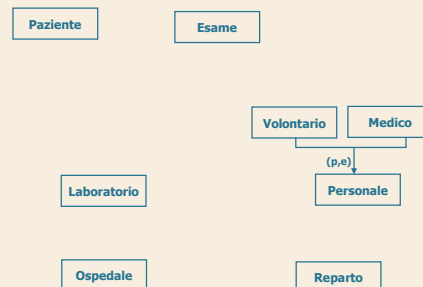 Paziente
Esame
Volontario
Medico
(p,e)
Laboratorio
Personale
Ospedale
Reparto